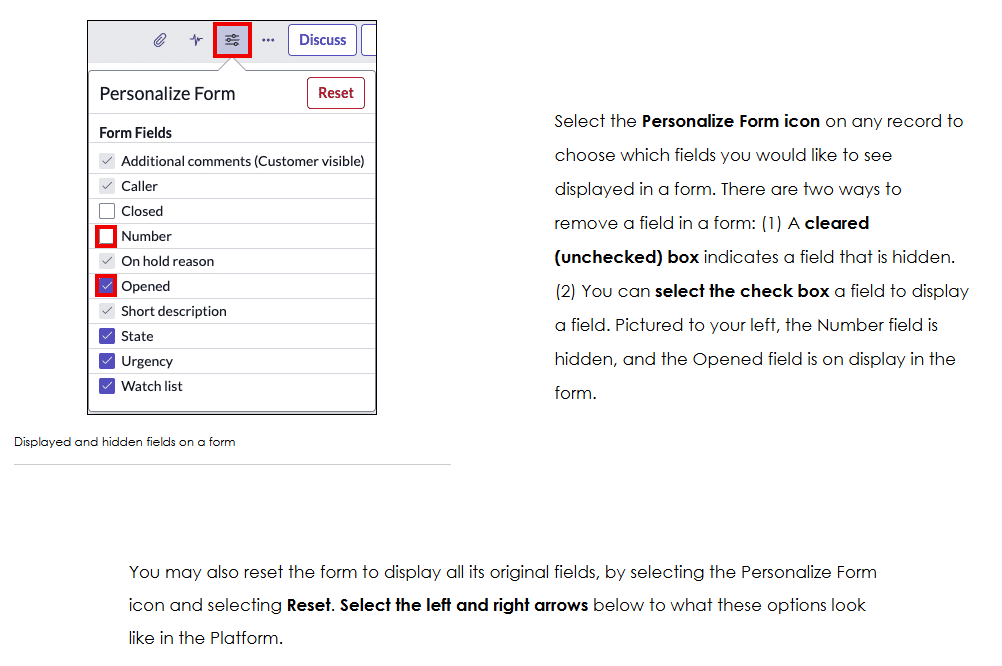 Discuss
Personalize Form
Reset
Form Fields
Additional comments (Customer visible)
Caller
Closed
Number
On hold reason
Opened
Short description
State
Urgency
Watch list
Displayed and hidden fields on a form
Select the Personalize Form icon on any record to
choose which fields you would like to see
displayed in a form. There are two ways to
remove a field in a form: (1) A cleared
(unchecked) box indicates a field that is hidden.
(2) You can select the check box a field to display
a field. Pictured to your left, the Number field is
hidden, and the Opened field is on display in the
form.
You may also reset the form to display all its original fields, by selecting the Personalize Form
icon and selecting Reset. Select the left and right arrows below to what these options look
like in the Platform.